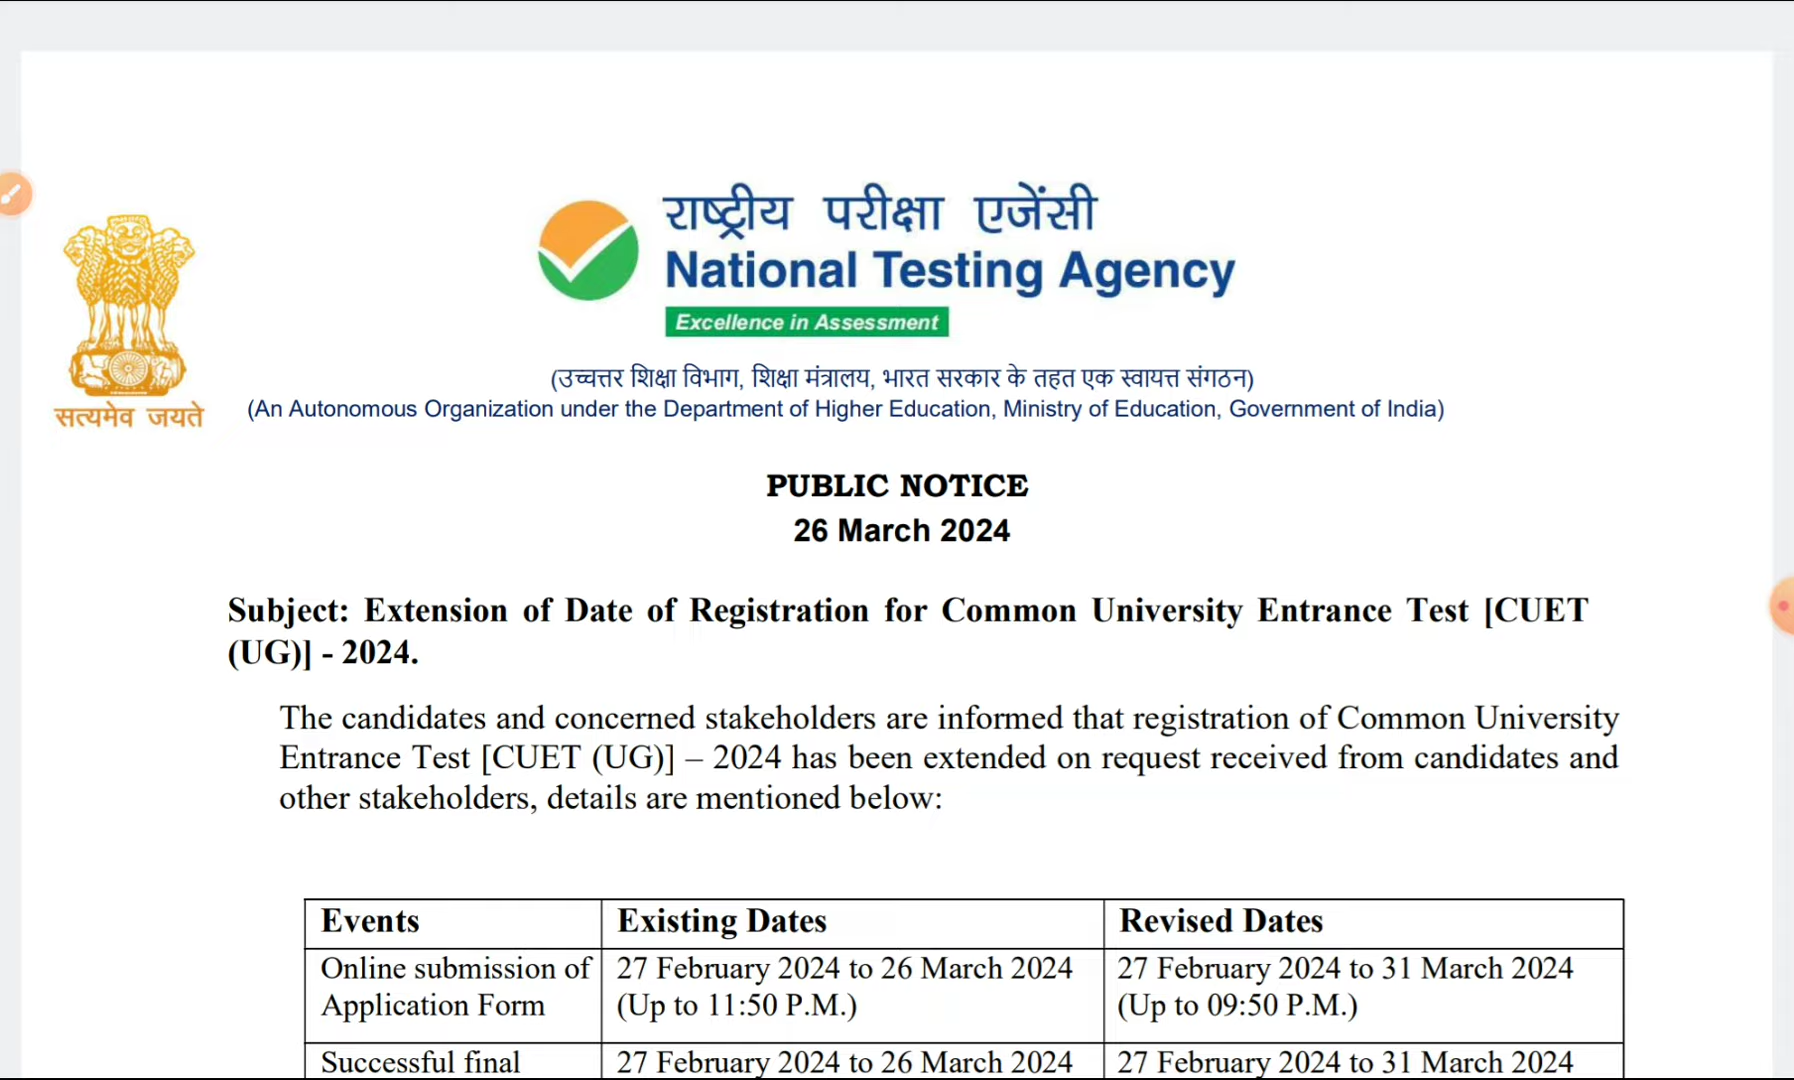 राष्ट्रीय परीक्षा एजेंसी
National Testing Agency
Excellence in Assessment
सत्यमेव जयते
(उच्चत्तर शिक्षा विभाग, शिक्षा मंत्रालय, भारत सरकार के तहत एक स्वायत्त संगठन)
(An Autonomous Organization under the Department of Higher Education, Ministry of Education, Government of India)
PUBLIC NOTICE
26 March 2024
Subject: Extension of Date of Registration for Common University Entrance Test [CUET
(UG)] - 2024.
The candidates and concerned stakeholders are informed that registration of Common University
Entrance Test [CUET (UG)] – 2024 has been extended on request received from candidates and
other stakeholders, details are mentioned below:
Events Existing Dates Revised Dates
Online submission of 27 February 2024 to 26 March 2024 27 February 2024 to 31 March 2024
Application Form (Up to 11:50 P.M.) (Up to 09:50 P.M.)
Successful final 27 February 2024 to 26 March 2024 27 February 2024 to 31 March 2024